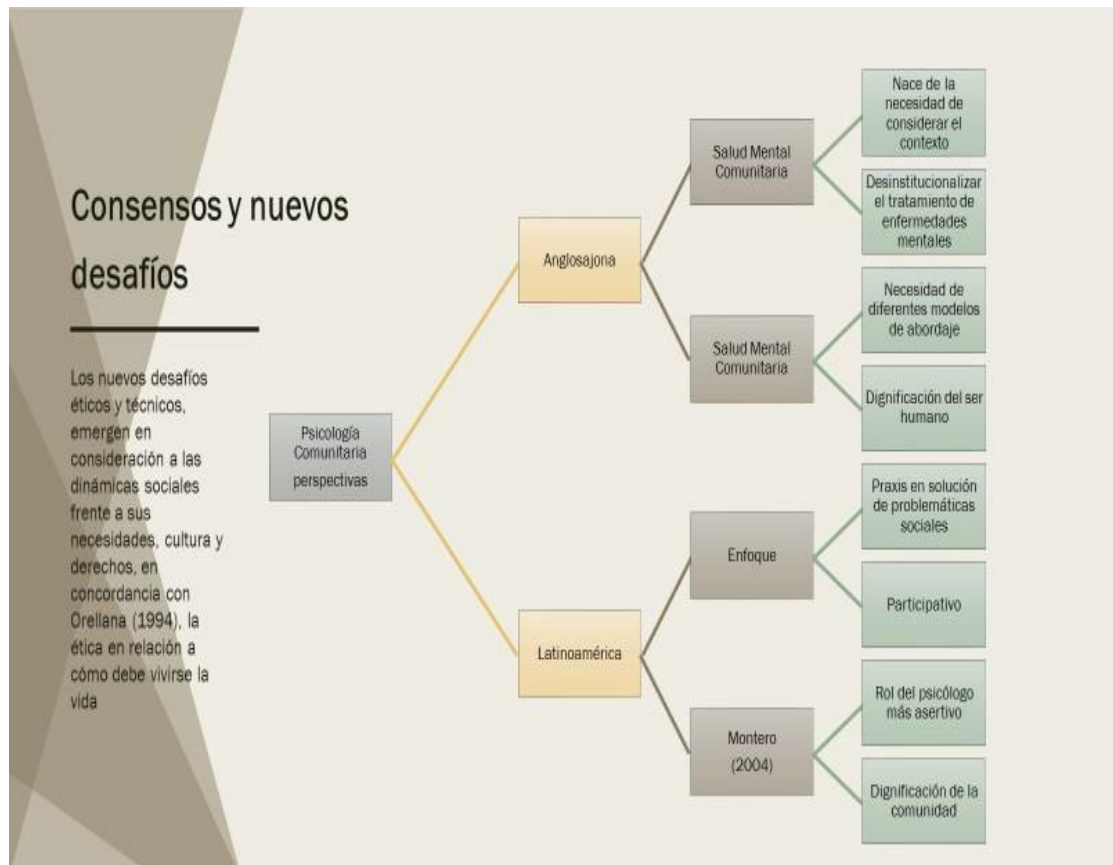 Consensos y nuevos
desafíos
Los nuevos desafíos
éticos y técnicos,
emergen en
consideración a las
dinámicas sociales
frente a sus
necesidades, cultura y
derechos, en
concordancia con
Orellana (1994), la
ética en relación a
cómo debe vivirse la
vida
Psicología
Comunitaria
perspectivas
Anglosajona
Salud Mental
Comunitaria
Nace de la
necesidad de
considerar el
contexto
Desinstitucionalizar
el tratamiento de
enfermedades
mentales
Salud Mental
Comunitaria
Necesidad de
diferentes modelos
de abordaje
Dignificación del ser
humano
Latinoamérica
Enfoque
Praxis en solución
de problemáticas
sociales
Participativo
Montero
(2004)
Rol del psicólogo
más asertivo
Dignificación de la
comunidad